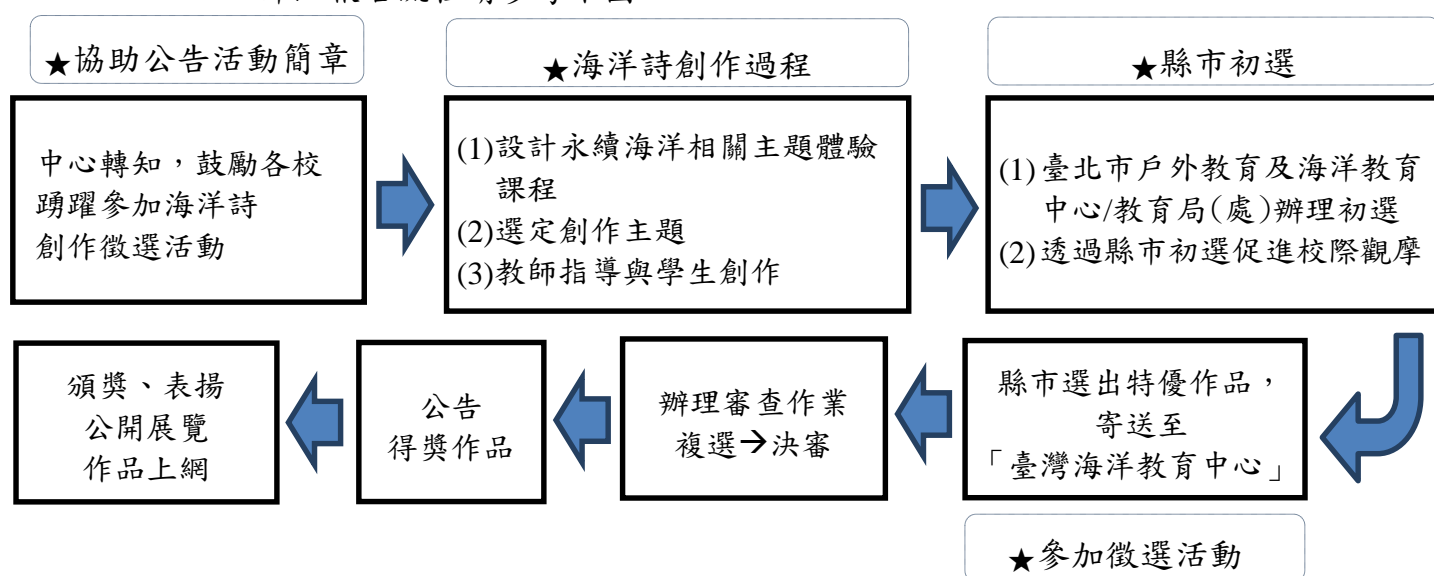 ★協助公告活動簡章
中心轉知，鼓勵各校
踴躍參加海洋詩
創作徵選活動
★海洋詩創作過程
(1)設計永續海洋相關主題體驗
課程
(2)選定創作主題
(3)教師指導與學生創作
★縣市初選
(1)臺北市戶外教育及海洋教育
中心/教育局(處)辦理初選
(2)透過縣市初選促進校際觀摩
縣市選出特優作品，
寄送至
「臺灣海洋教育中心」
★參加徵選活動
辦理審查作業
複選→決審
公告
得獎作品
頒獎、表揚
公開展覽
作品上網